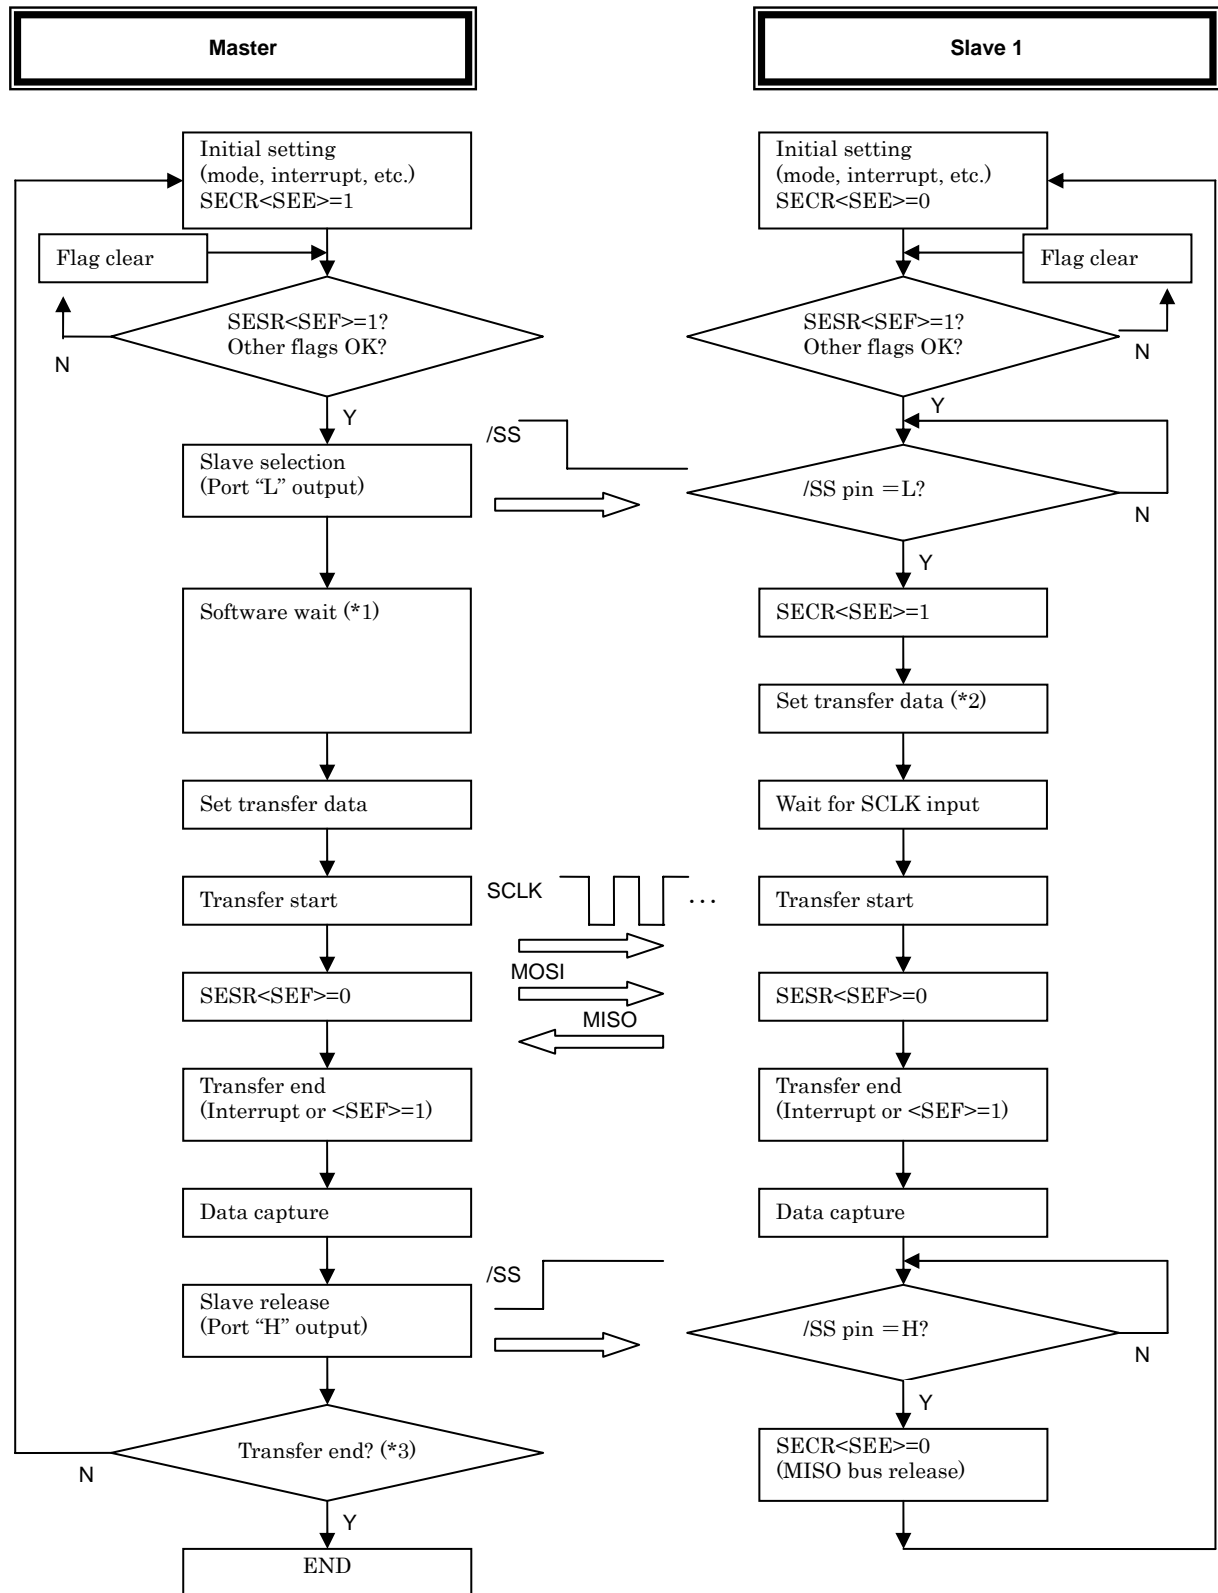 Master
Initial setting
(mode, interrupt, etc.)
SECR<SEE>=1
Flag clear
SESR<SEF>=1?
Other flags OK?
N
Y
Slave selection
(Port “L” output)
Software wait (*1)
Set transfer data
Transfer start
SESR<SEF>=0
Transfer end
(Interrupt or <SEF>=1)
Data capture
Slave release
(Port “H” output)
Transfer end? (*3)
N
Y
END
/SS
SCLK
...
MOSI
MISO
/SS
Slave 1
Initial setting
(mode, interrupt, etc.)
SECR<SEE>=0
Flag clear
SESR<SEF>=1?
Other flags OK?
N
Y
/SS pin =L?
N
Y
SECR<SEE>=1
Set transfer data (*2)
Wait for SCLK input
Transfer start
SESR<SEF>=0
Transfer end
(Interrupt or <SEF>=1)
Data capture
/SS pin =H?
N
Y
SECR<SEE>=0
(MISO bus release)